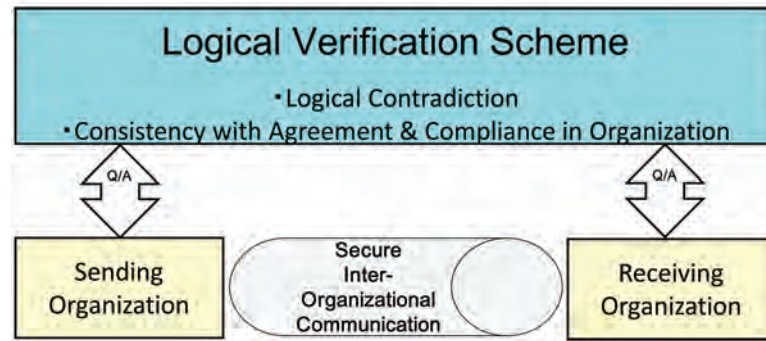 Logical Verification Scheme
・Logical Contradiction
・Consistency with Agreement & Compliance in Organization
Q/A
Q/A
Sending
Organization
Secure
Inter-
Organizational
Communication
Receiving
Organization